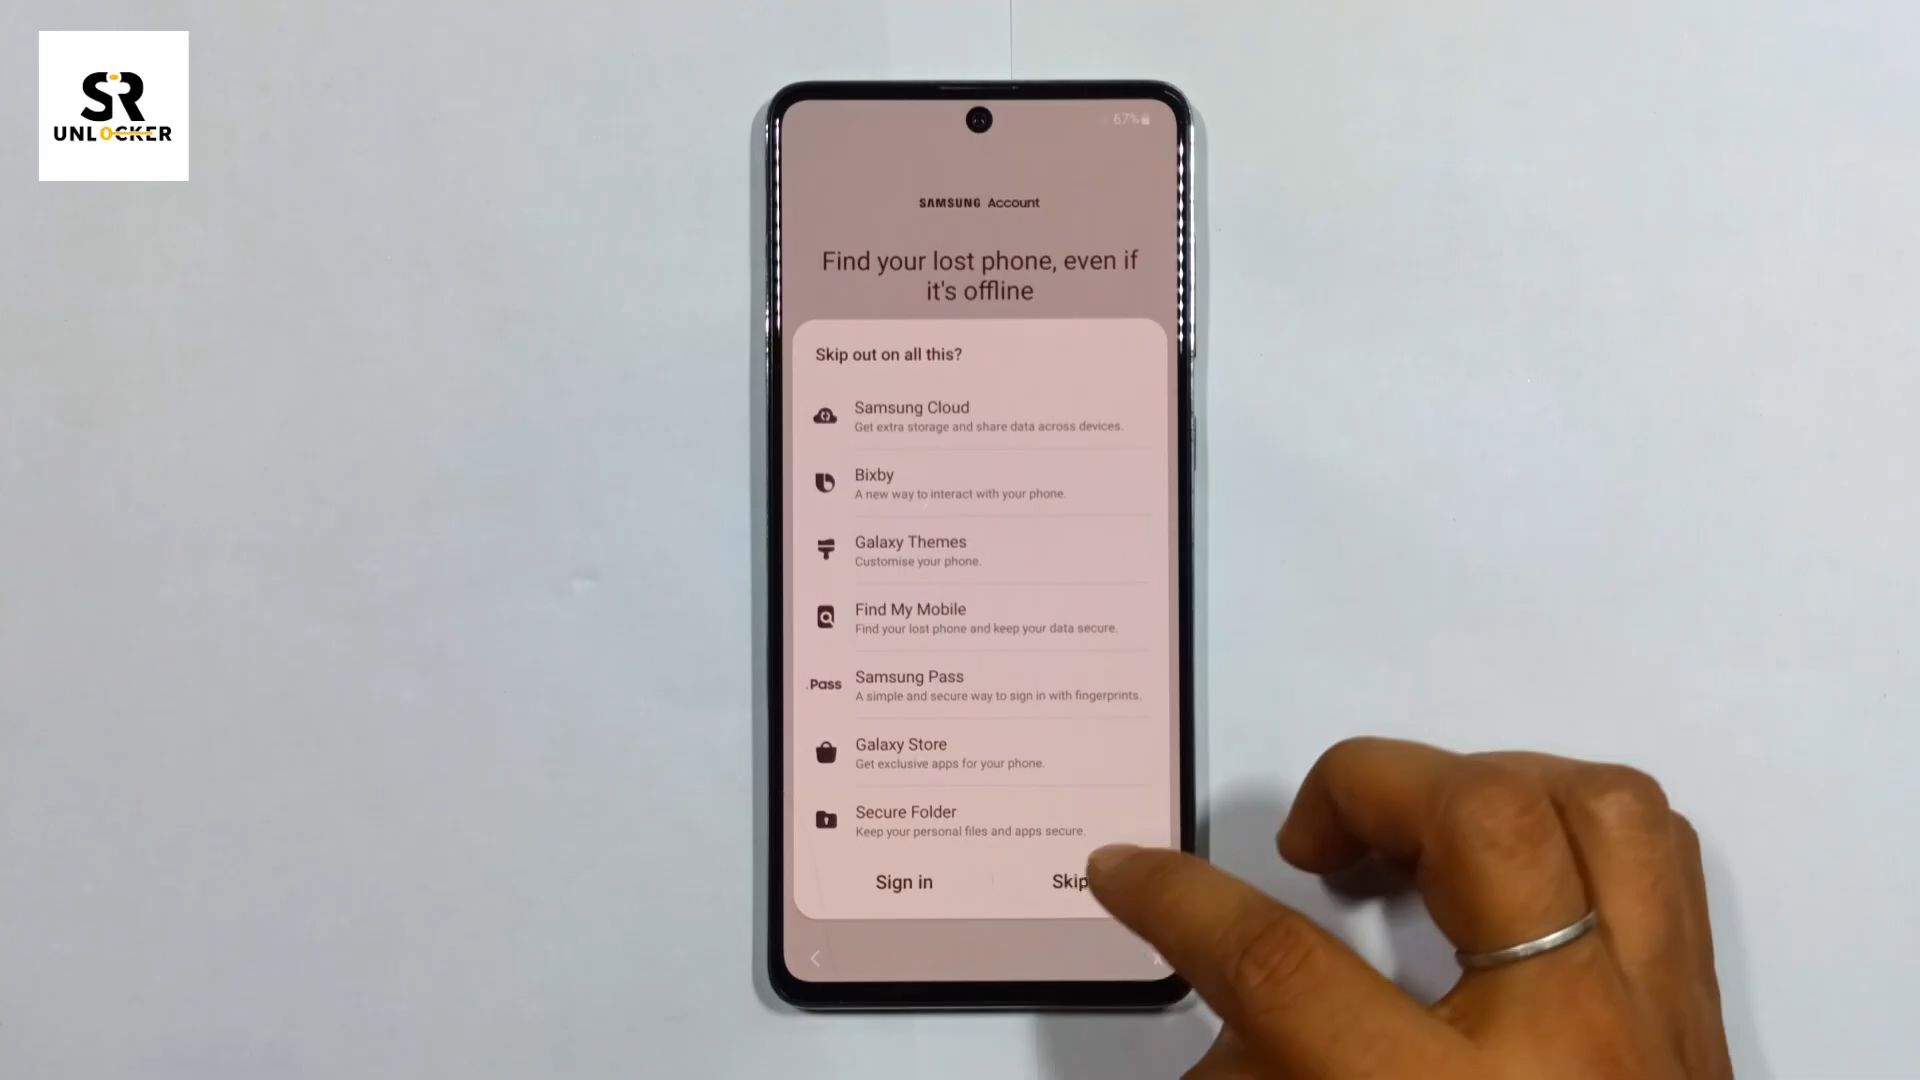 SR
UNLOCKER
67%
SAMSUNG Account
Find your lost phone, even if
it's offline
Skip out on all this?
Samsung Cloud
Get extra storage and share data across devices.
Bixby
A new way to interact with your phone.
Galaxy Themes
Customise your phone.
Find My Mobile
Find your lost phone and keep your data secure.
.Pass
Samsung Pass
A simple and secure way to sign in with fingerprints.
Galaxy Store
Get exclusive apps for your phone.
Secure Folder
Keep your personal files and apps secure.
Sign in
Skip